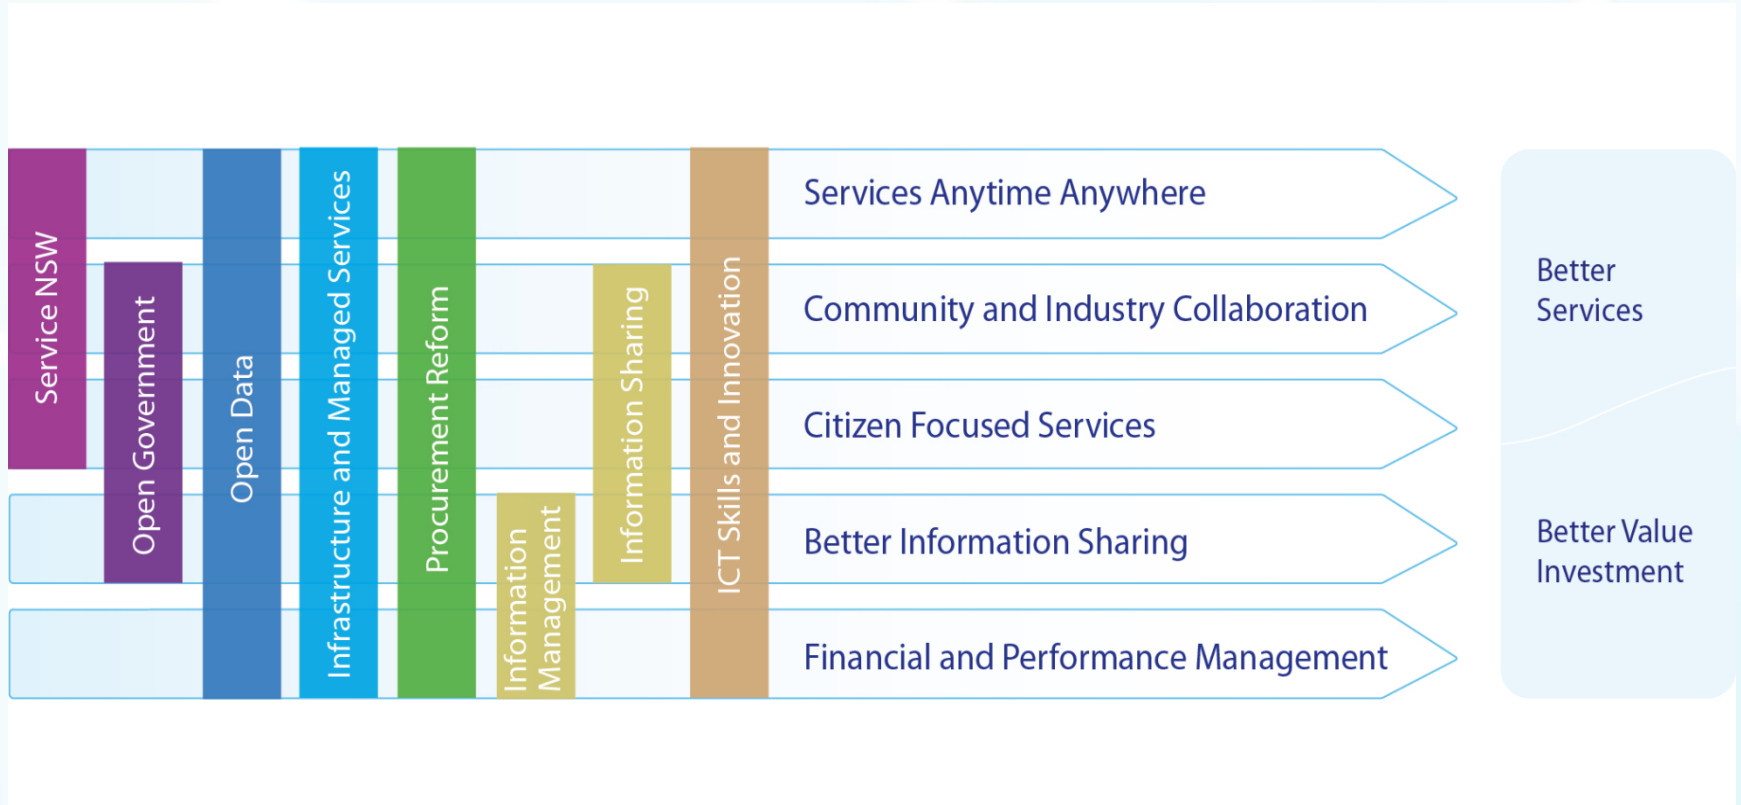 Service NSW
Open Government
Open Data
Infrastructure and Managed Services
Procurement Reform
Information
Management
Information Sharing
ICT Skills and Innovation
Services Anytime Anywhere
Community and Industry Collaboration
Citizen Focused Services
Better Information Sharing
Financial and Performance Management
Better
Services
Better Value
Investment